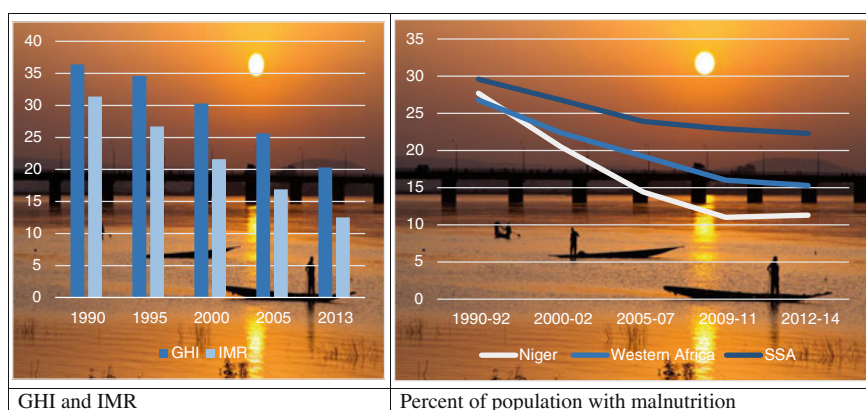 40
35
30
25
20
15
10
5
0
1990 1995 2000 2005 2013
GHI IMR
GHI and IMR
35
30
25
20
15
10
5
0
1990-92 2000-02 2005-07 2009-11 2012-14
Niger Western Africa SSA
Percent of population with malnutrition